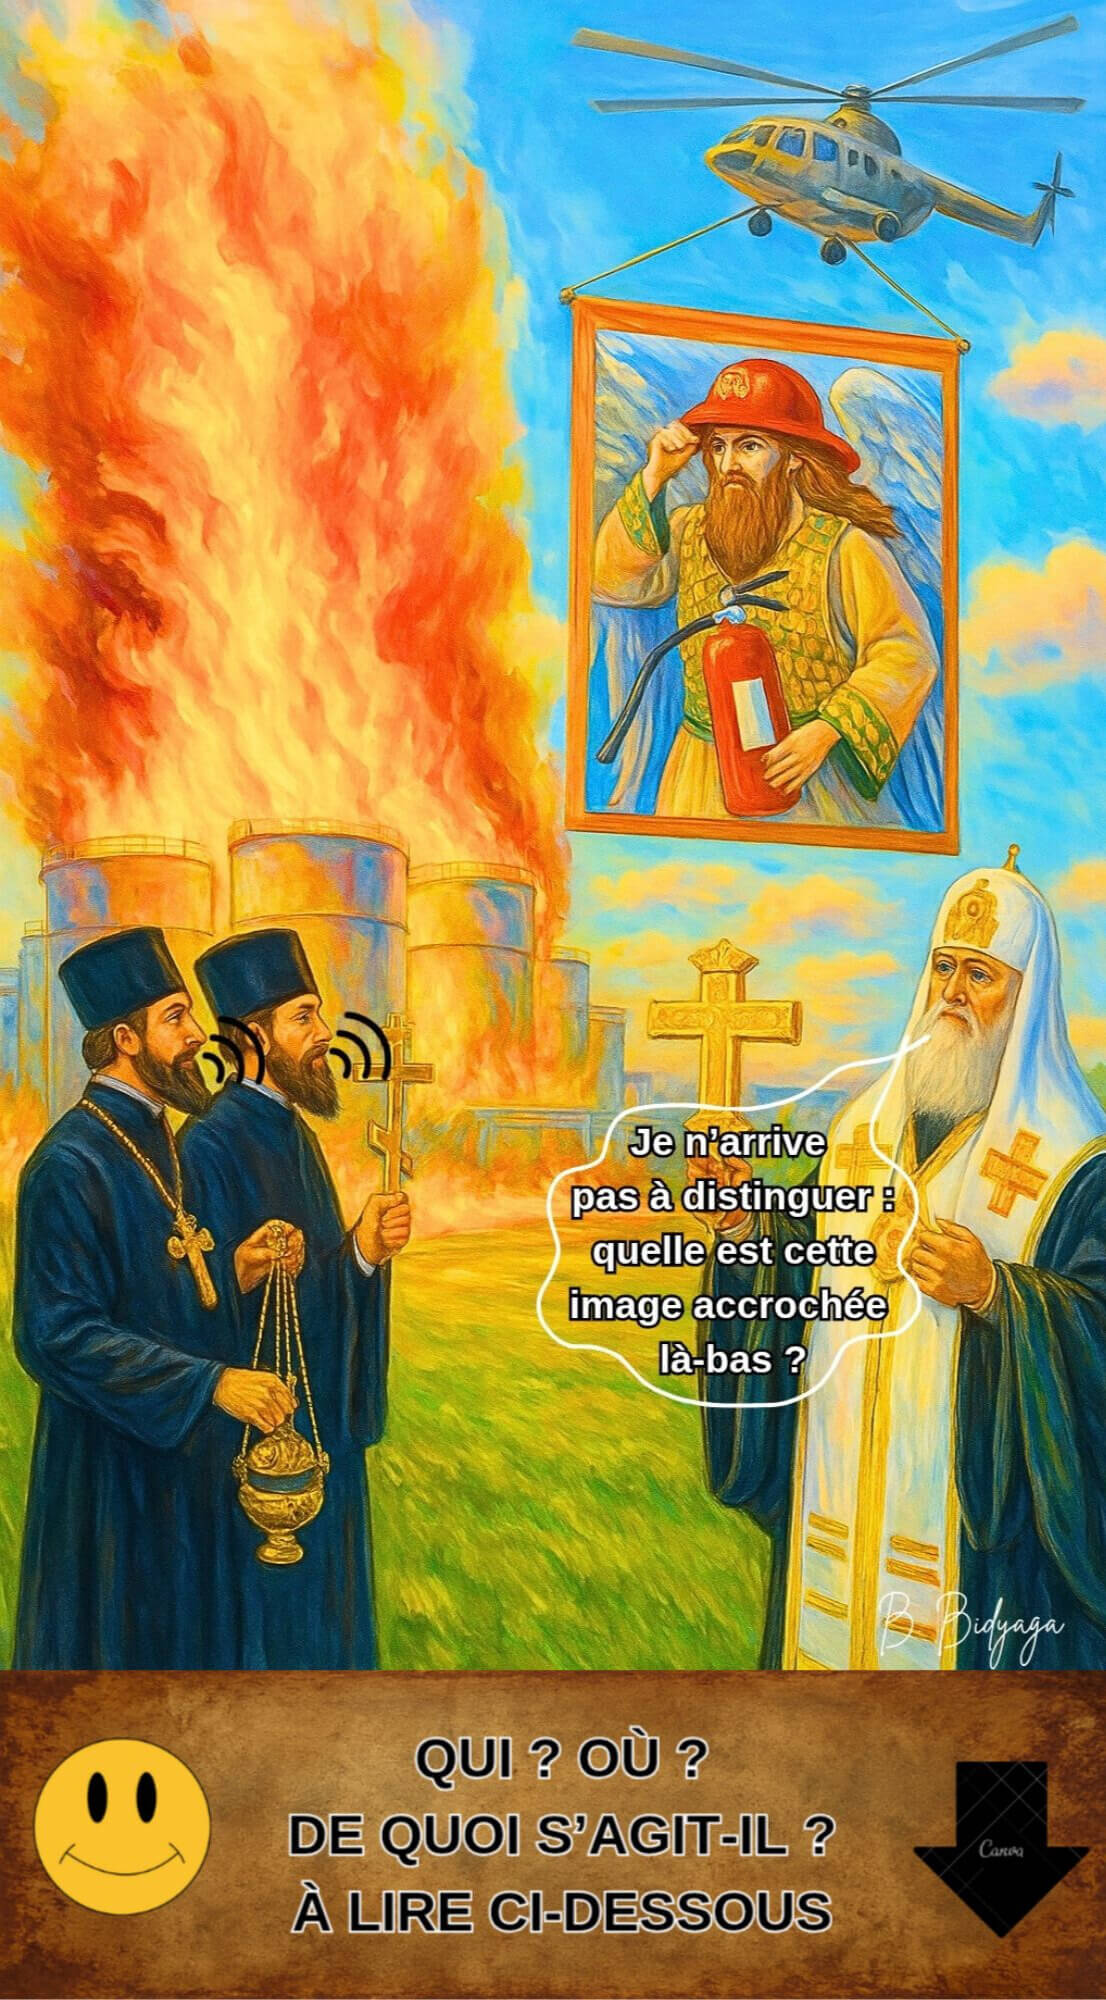 Je n’arrive
pas à distinguer :
quelle est cette
image accrochée
là-bas ?
B. Bidyaga
QUI ? OÙ ?
DE QUOI S’AGIT-IL ?
À LIRE CI-DESSOUS
Canva